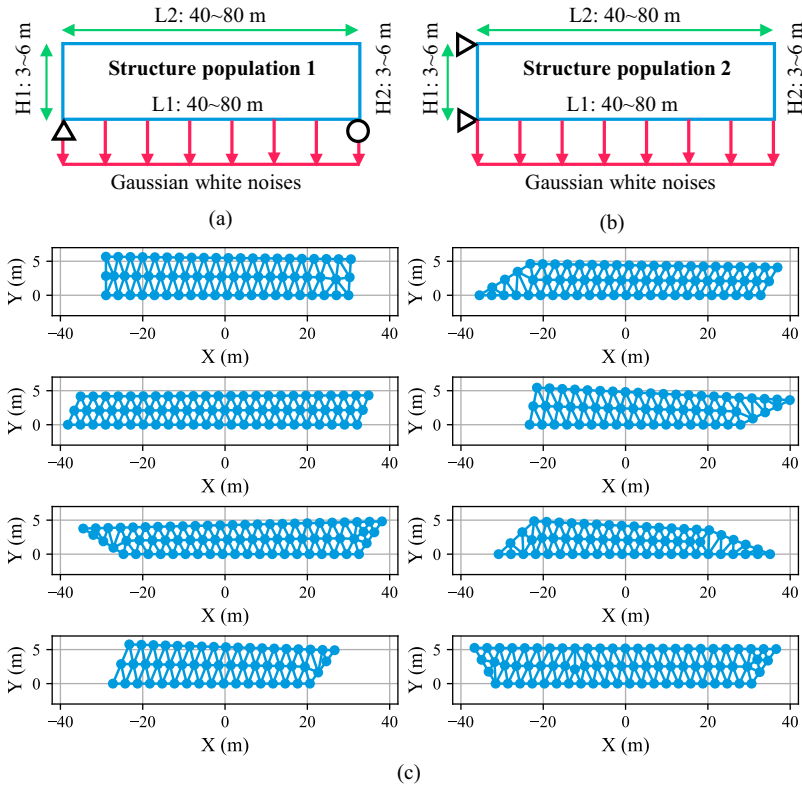 L2: 40~80 m
H1: 3~6 m
Structure population 1
H2: 3~6 m
L1: 40~80 m
Gaussian white noises
(a)
L2: 40~80 m
H1: 3~6 m
Structure population 2
H2: 3~6 m
L1: 40~80 m
Gaussian white noises
(b)
Y (m)
5
0
−40 −20 0 20 40
X (m)
Y (m)
5
0
−40 −20 0 20 40
X (m)
Y (m)
5
0
−40 −20 0 20 40
X (m)
Y (m)
5
0
−40 −20 0 20 40
X (m)
Y (m)
5
0
−40 −20 0 20 40
X (m)
Y (m)
5
0
−40 −20 0 20 40
X (m)
Y (m)
5
0
−40 −20 0 20 40
X (m)
Y (m)
5
0
−40 −20 0 20 40
X (m)
(c)